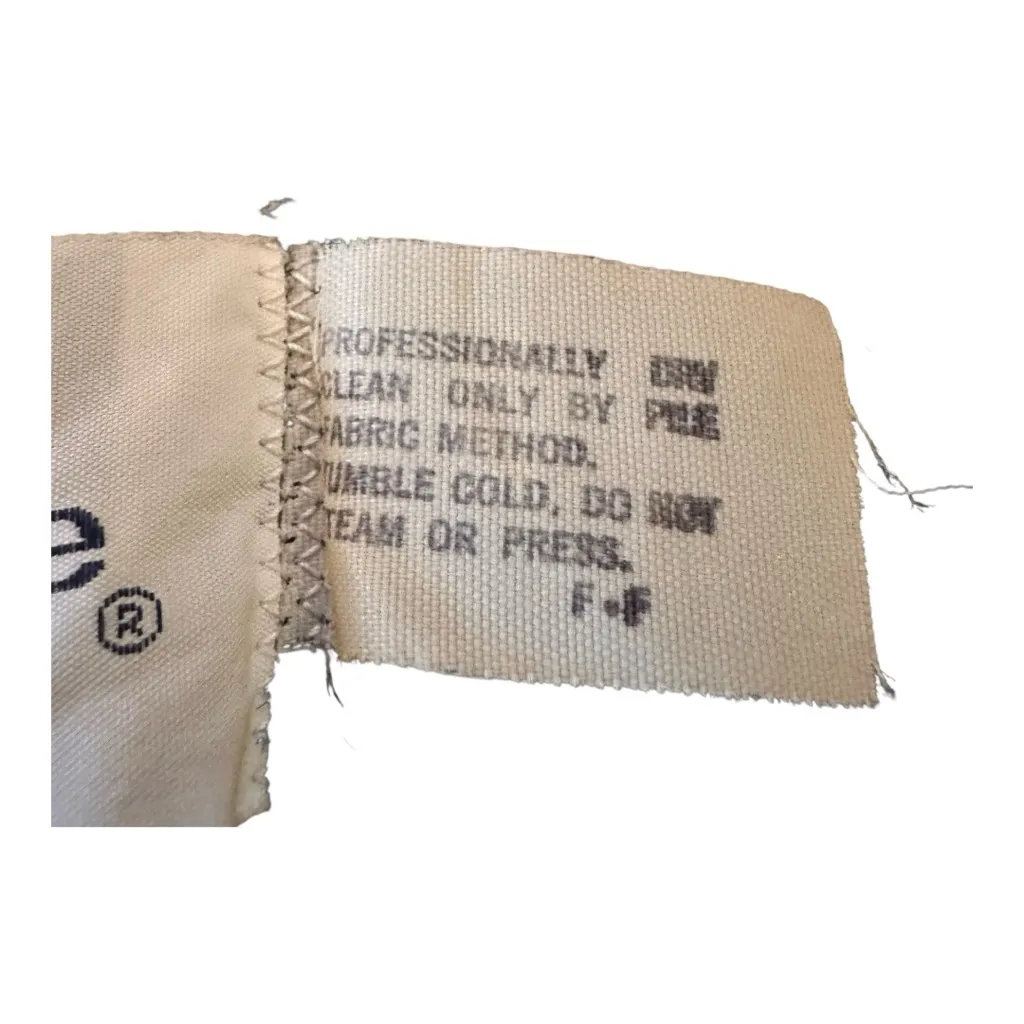 PROFESSIONALLY DRY
CLEAN ONLY BY PILE
FABRIC METHOD.
TUMBLE COLD. DO NOT
STEAM OR PRESS.
F.F
e
®